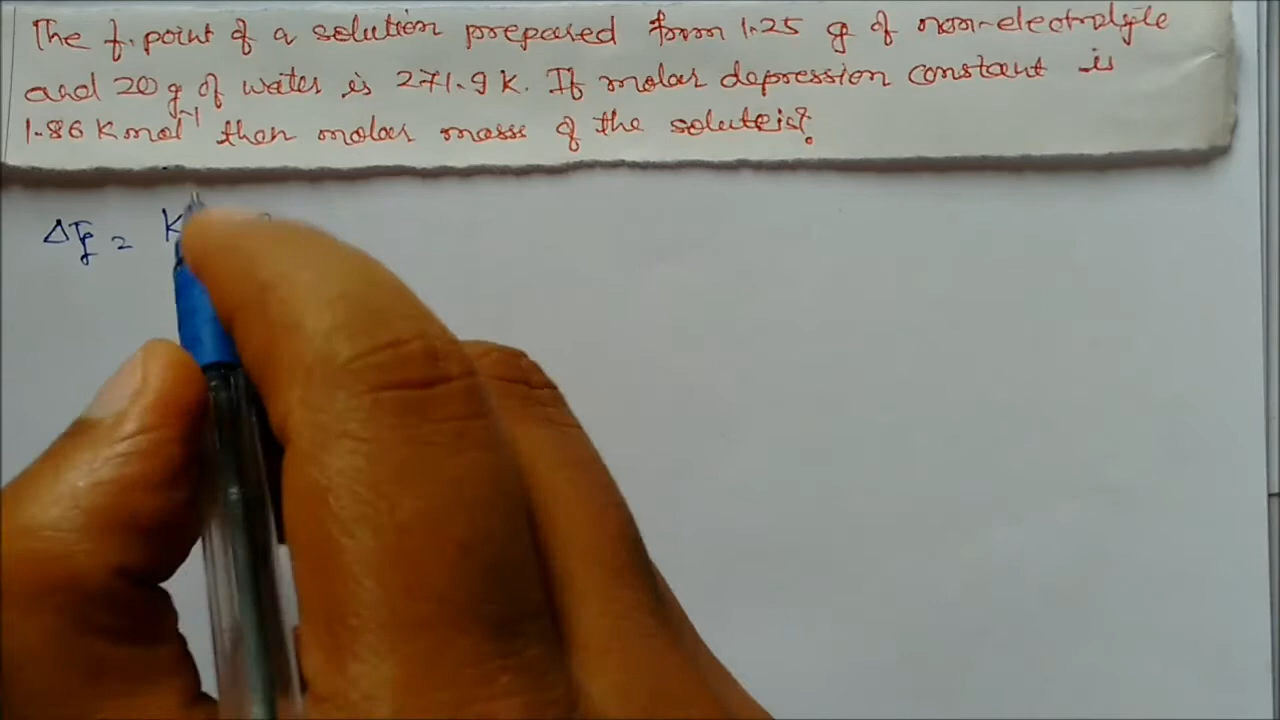 The f. point of a solution prepared from 1.25 g of non-electrolyte
and 20 g of water is 271.9 K. If molar depression constant is
1.86 K mol⁻¹ then molar mass of the solute is?
ΔTf = K